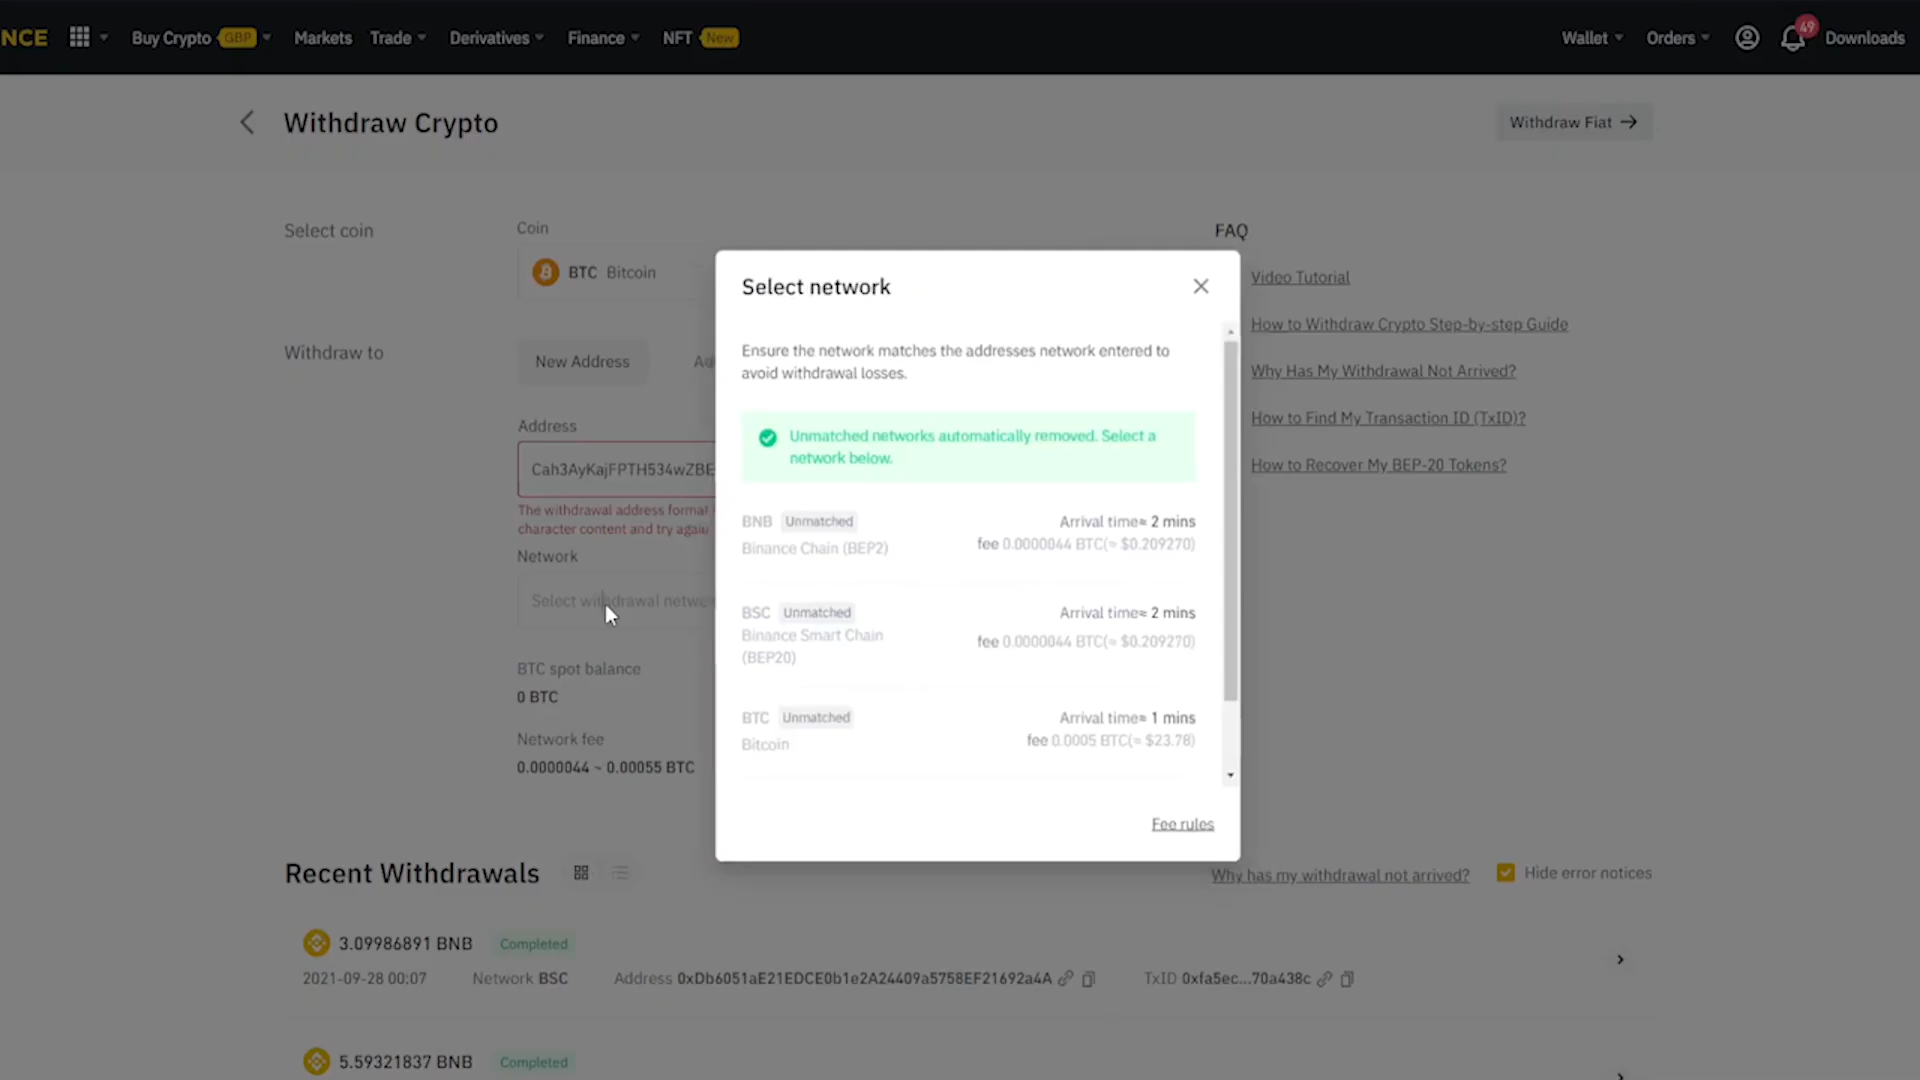 NCE
Buy Crypto GBP
Markets
Trade
Derivatives
Finance
NFT New
Wallet
Orders
49
Downloads
Withdraw Crypto
Withdraw Fiat →
Select coin
Coin
BTC Bitcoin
Withdraw to
New Address
Address
Cah3AyKajFPTH534wZBE
The withdrawal address format
character content and try again
Network
Select withdrawal netwo
BTC spot balance
0 BTC
Network fee
0.0000044 ~ 0.00055 BTC
Select network
Ensure the network matches the addresses network entered to
avoid withdrawal losses.
Unmatched networks automatically removed. Select a
network below.
BNB Unmatched
Arrival time≈ 2 mins
Binance Chain (BEP2)
fee 0.0000044 BTC(≈ $0.209270)
BSC Unmatched
Arrival time≈ 2 mins
Binance Smart Chain
(BEP20)
fee 0.0000044 BTC(≈ $0.209270)
BTC Unmatched
Arrival time≈ 1 mins
Bitcoin
fee 0.0005 BTC(≈ $23.78)
Fee rules
FAQ
Video Tutorial
How to Withdraw Crypto Step-by-step Guide
Why Has My Withdrawal Not Arrived?
How to Find My Transaction ID (TxID)?
How to Recover My BEP-20 Tokens?
Recent Withdrawals
Why has my withdrawal not arrived?
Hide error notices
3.09986891 BNB Completed
2021-09-28 00:07 Network BSC Address 0xDb6051aE21EDCE0b1e2A24409a5758EF21692a4A TxID 0xfa5ec...70a438c
5.59321837 BNB Completed